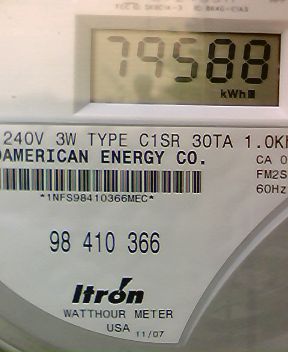 79588
kWh
240V 3W TYPE C1SR 30TA 1.0K
AMERICAN ENERGY CO.
CA 0
FM2S
60Hz
*1NFS98410366MEC*
98 410 366
Itrón
WATTHOUR METER
USA 11/07